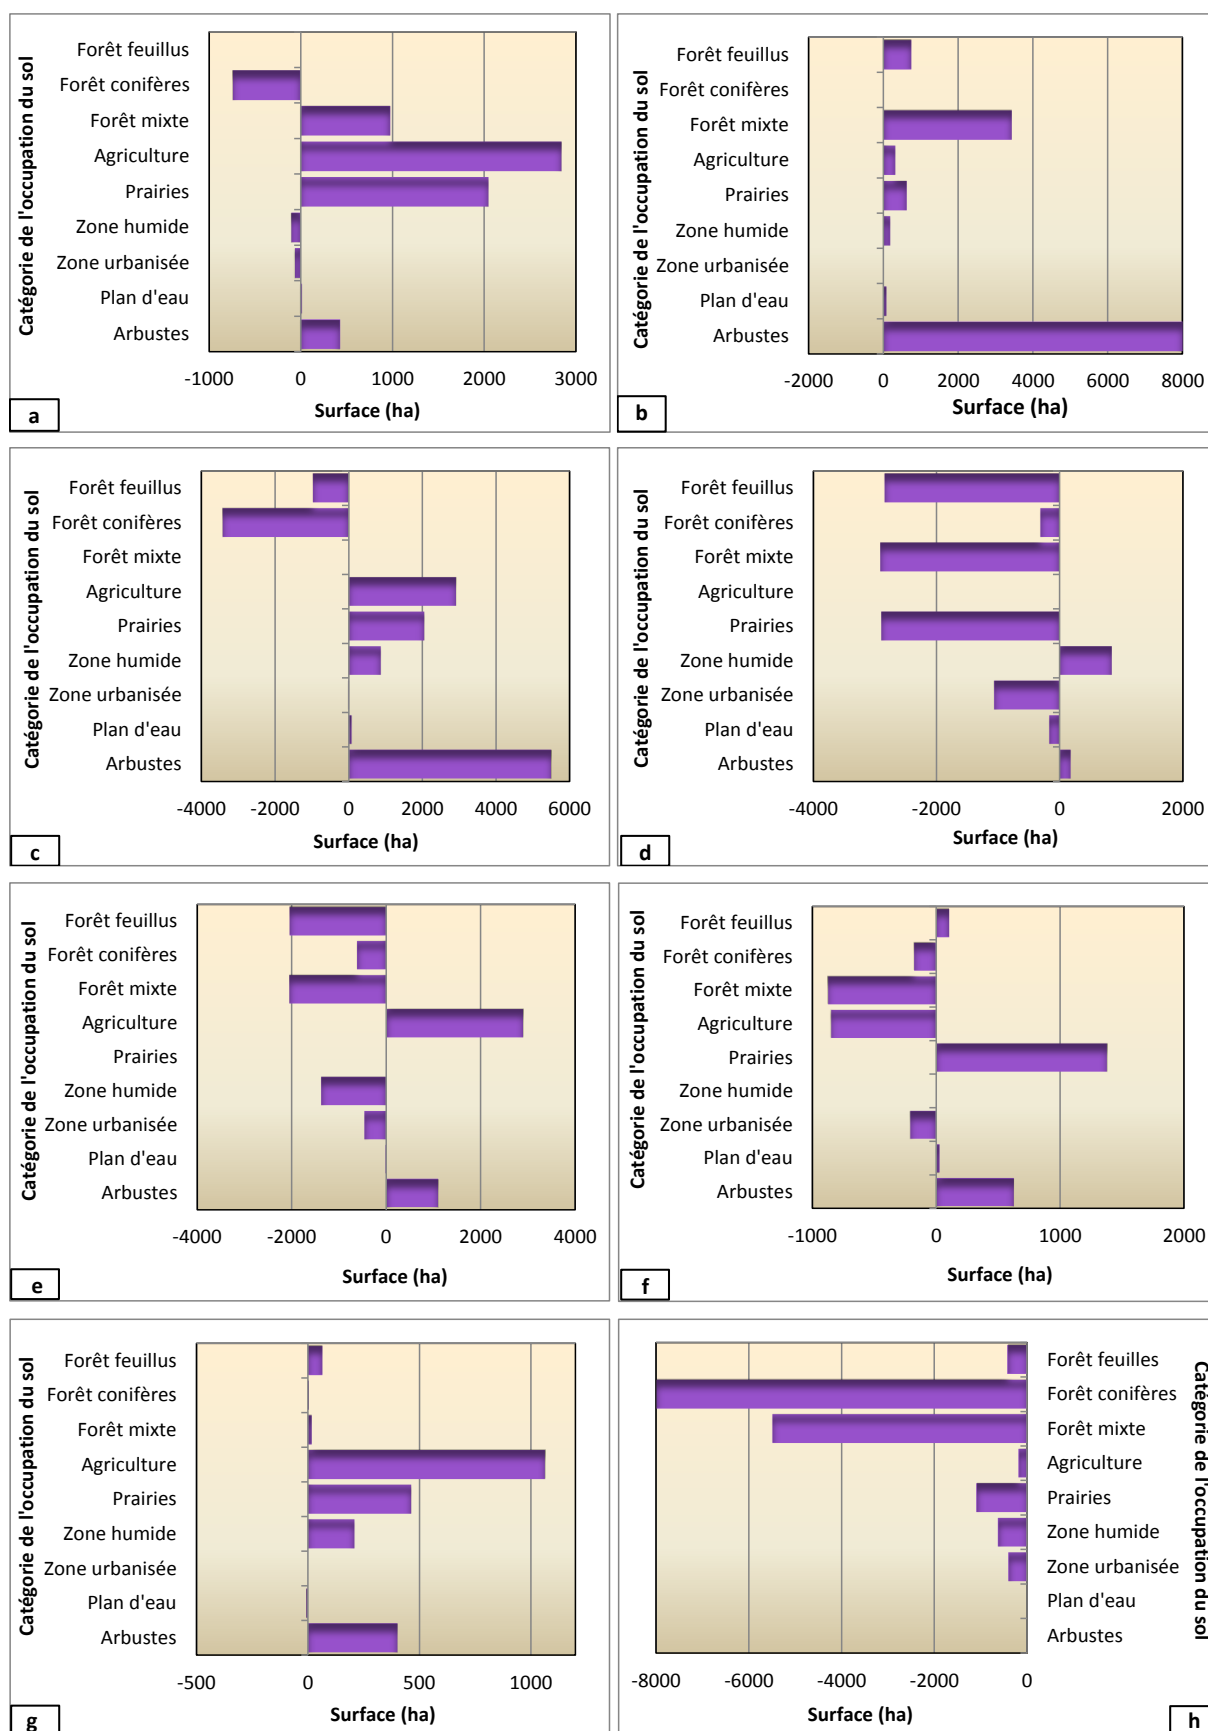 Catégorie de l'occupation du sol
Forêt feuillus
Forêt conifères
Forêt mixte
Agriculture
Prairies
Zone humide
Zone urbanisée
Plan d'eau
Arbustes
-1000 0 1000 2000 3000
Surface (ha)
a
Catégorie de l'occupation du sol
Forêt feuillus
Forêt conifères
Forêt mixte
Agriculture
Prairies
Zone humide
Zone urbanisée
Plan d'eau
Arbustes
-2000 0 2000 4000 6000 8000
Surface (ha)
b
Catégorie de l'occupation du sol
Forêt feuillus
Forêt conifères
Forêt mixte
Agriculture
Prairies
Zone humide
Zone urbanisée
Plan d'eau
Arbustes
-4000 -2000 0 2000 4000 6000
Surface (ha)
c
Catégorie de l'occupation du sol
Forêt feuillus
Forêt conifères
Forêt mixte
Agriculture
Prairies
Zone humide
Zone urbanisée
Plan d'eau
Arbustes
-4000 -2000 0 2000
Surface (ha)
d
Catégorie de l'occupation du sol
Forêt feuillus
Forêt conifères
Forêt mixte
Agriculture
Prairies
Zone humide
Zone urbanisée
Plan d'eau
Arbustes
-4000 -2000 0 2000 4000
Surface (ha)
e
Catégorie de l'occupation du sol
Forêt feuillus
Forêt conifères
Forêt mixte
Agriculture
Prairies
Zone humide
Zone urbanisée
Plan d'eau
Arbustes
-1000 0 1000 2000
Surface (ha)
f
Catégorie de l'occupation du sol
Forêt feuillus
Forêt conifères
Forêt mixte
Agriculture
Prairies
Zone humide
Zone urbanisée
Plan d'eau
Arbustes
-500 0 500 1000
Surface (ha)
g
Forêt feuilles
Forêt conifères
Forêt mixte
Agriculture
Prairies
Zone humide
Zone urbanisée
Plan d'eau
Arbustes
Catégorie de l'occupation du sol
-8000 -6000 -4000 -2000 0
Surface (ha)
h